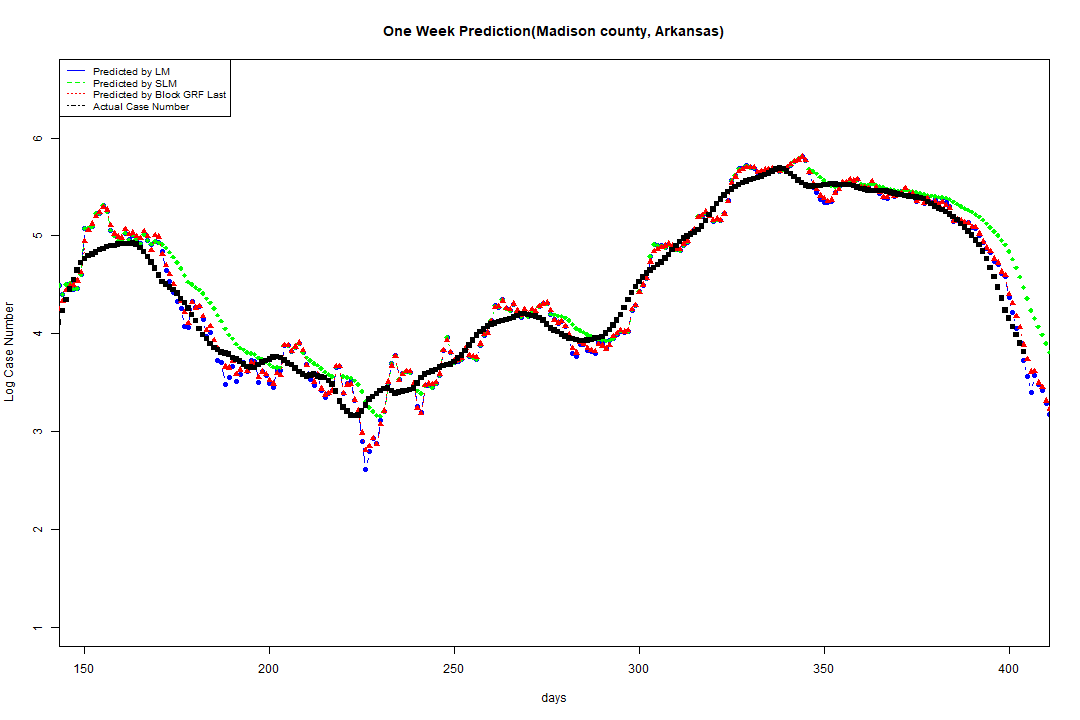 One Week Prediction(Madison county, Arkansas)
Predicted by LM
Predicted by SLM
Predicted by Block GRF Last
Actual Case Number
Log Case Number
6
5
4
3
2
1
150 200 250 300 350 400
days